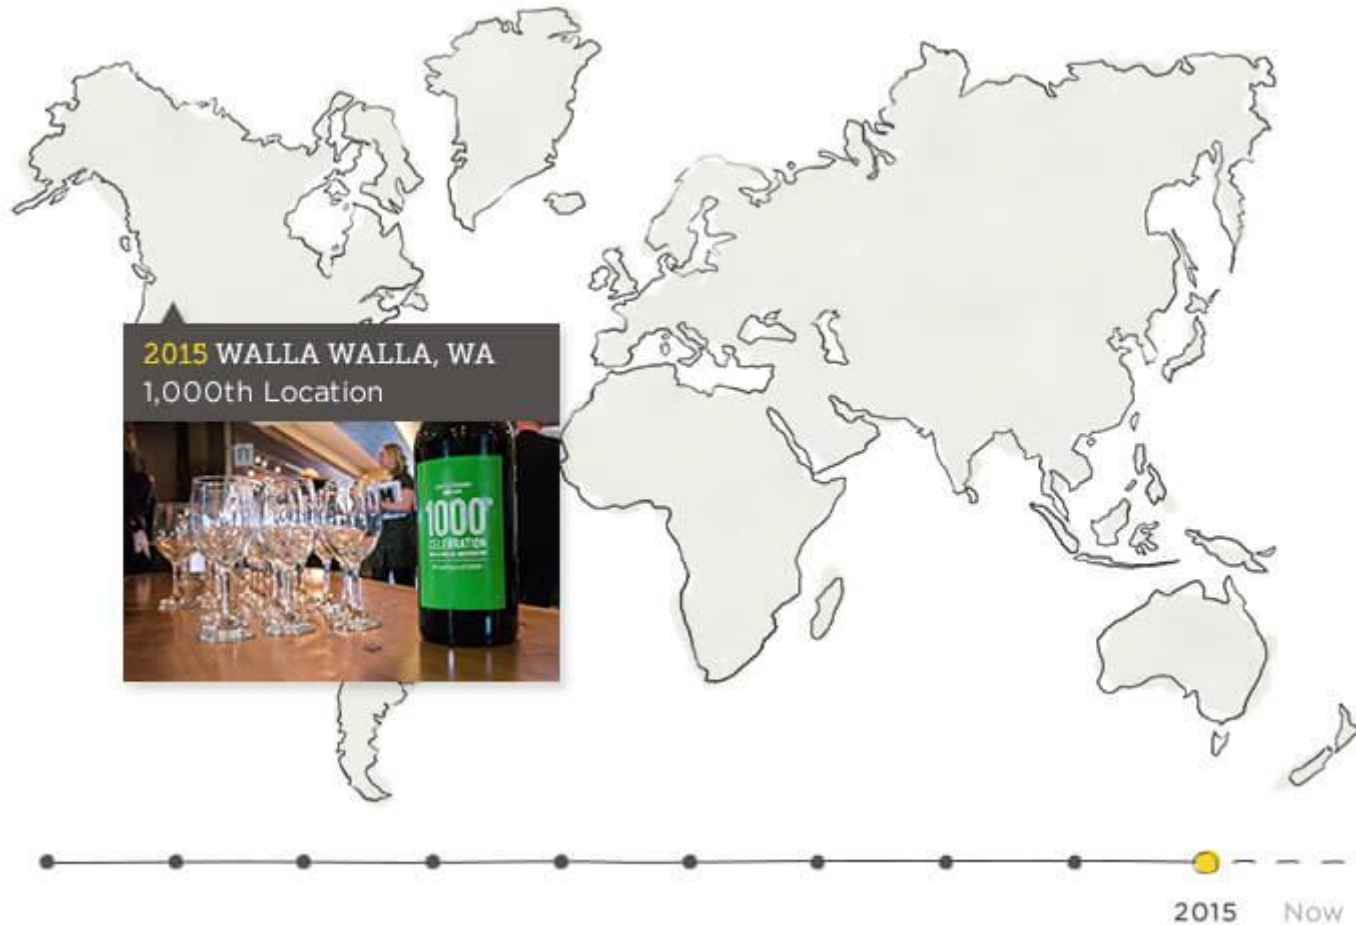 2015 WALLA WALLA, WA
1,000th Location
1000
CELEBRATION
2015
Now